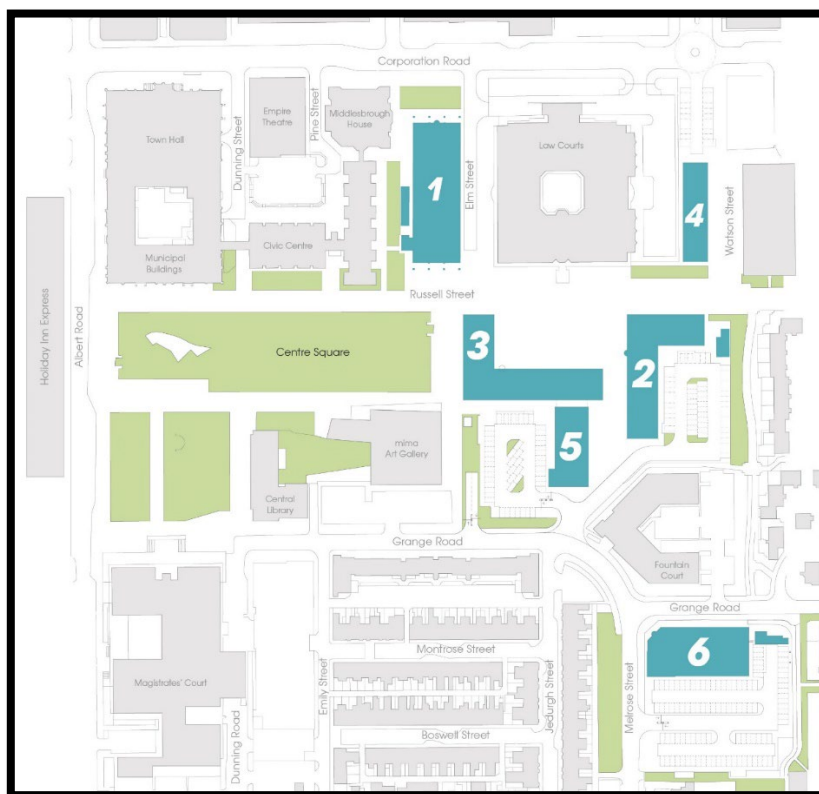 Corporation Road
Town Hall
Dunning Street
Empire
Theatre
Pine Street
Middlesbrough
House
1
Elm Street
Law Courts
4
Watson Street
Civic Centre
Municipal
Buildings
Russell Street
Holiday Inn Express
Albert Road
Centre Square
3
2
5
mima
Art Gallery
Central
Library
Grange Road
Fountain
Court
Grange Road
Magistrates' Court
Emily Street
Montrose Street
Jedurgh Street
Melrose Street
6
Boswell Street
Dunning Road